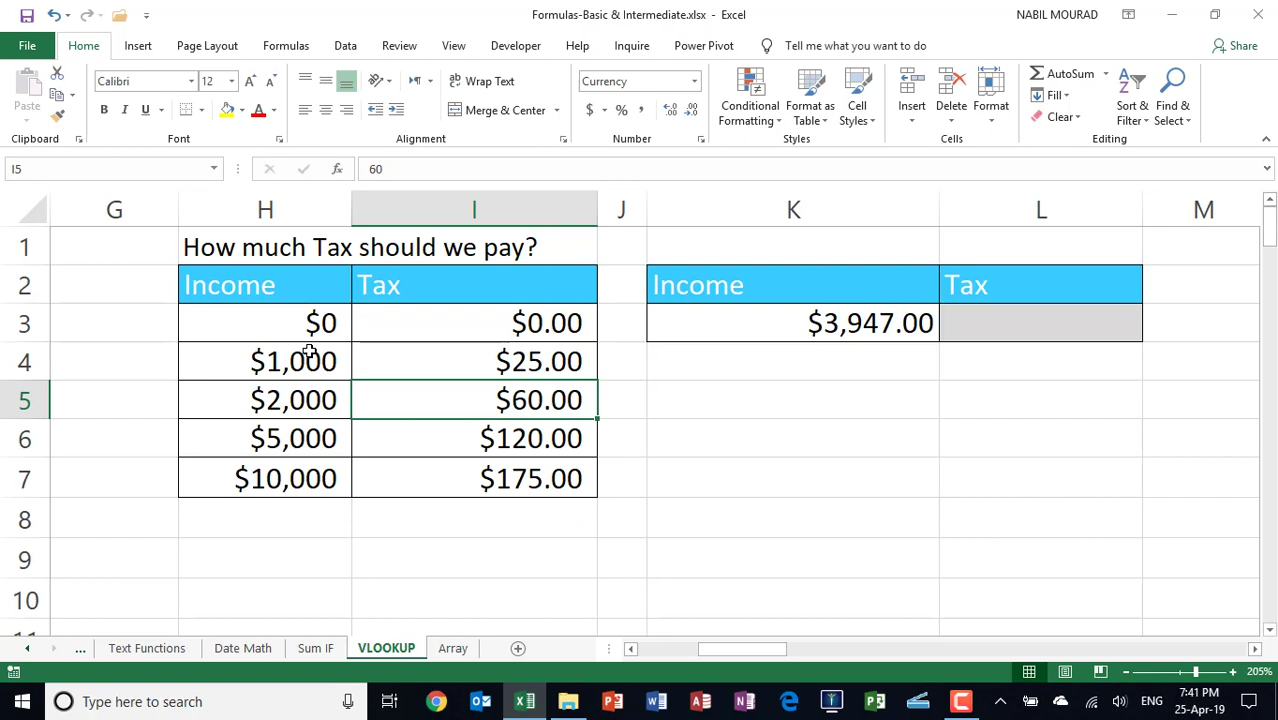 Formulas-Basic & Intermediate.xlsx - Excel
NABIL MOURAD
File Home Insert Page Layout Formulas Data Review View Developer Help Inquire Power Pivot Tell me what you want to do Share
Paste
Calibri 12
Wrap Text
Merge & Center
Currency
Conditional Formatting
Format as Table
Cell Styles
Insert Delete Format
AutoSum
Fill
Clear
Sort & Filter
Find & Select
Clipboard Font Alignment Number Styles Cells Editing
I5 fx 60
G H I J K L M
1 How much Tax should we pay?
2 Income Tax Income Tax
3 $0 $0.00 $3,947.00
4 $1,000 $25.00
5 $2,000 $60.00
6 $5,000 $120.00
7 $10,000 $175.00
8
9
10
... Text Functions Date Math Sum IF VLOOKUP Array
205%
Type here to search
ENG
7:41 PM
25-Apr-19